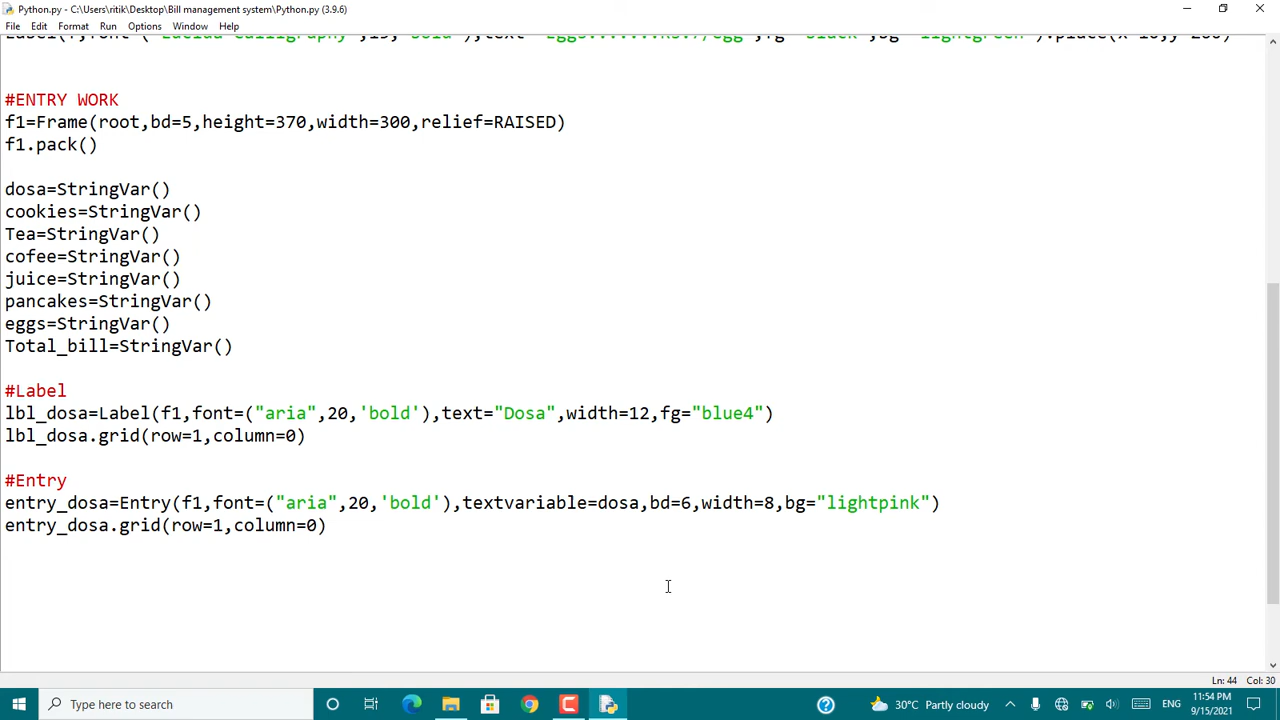 Python.py - C:\Users\ritik\Desktop\Bill management system\Python.py (3.9.6)
File Edit Format Run Options Window Help
#ENTRY WORK
f1=Frame(root,bd=5,height=370,width=300,relief=RAISED)
f1.pack()
dosa=StringVar()
cookies=StringVar()
Tea=StringVar()
cofee=StringVar()
juice=StringVar()
pancakes=StringVar()
eggs=StringVar()
Total_bill=StringVar()
#Label
lbl_dosa=Label(f1,font=("aria",20,'bold'),text="Dosa",width=12,fg="blue4")
lbl_dosa.grid(row=1,column=0)
#Entry
entry_dosa=Entry(f1,font=("aria",20,'bold'),textvariable=dosa,bd=6,width=8,bg="lightpink")
entry_dosa.grid(row=1,column=0)
Ln: 44 Col: 30
Type here to search
30°C Partly cloudy
ENG
11:54 PM
9/15/2021